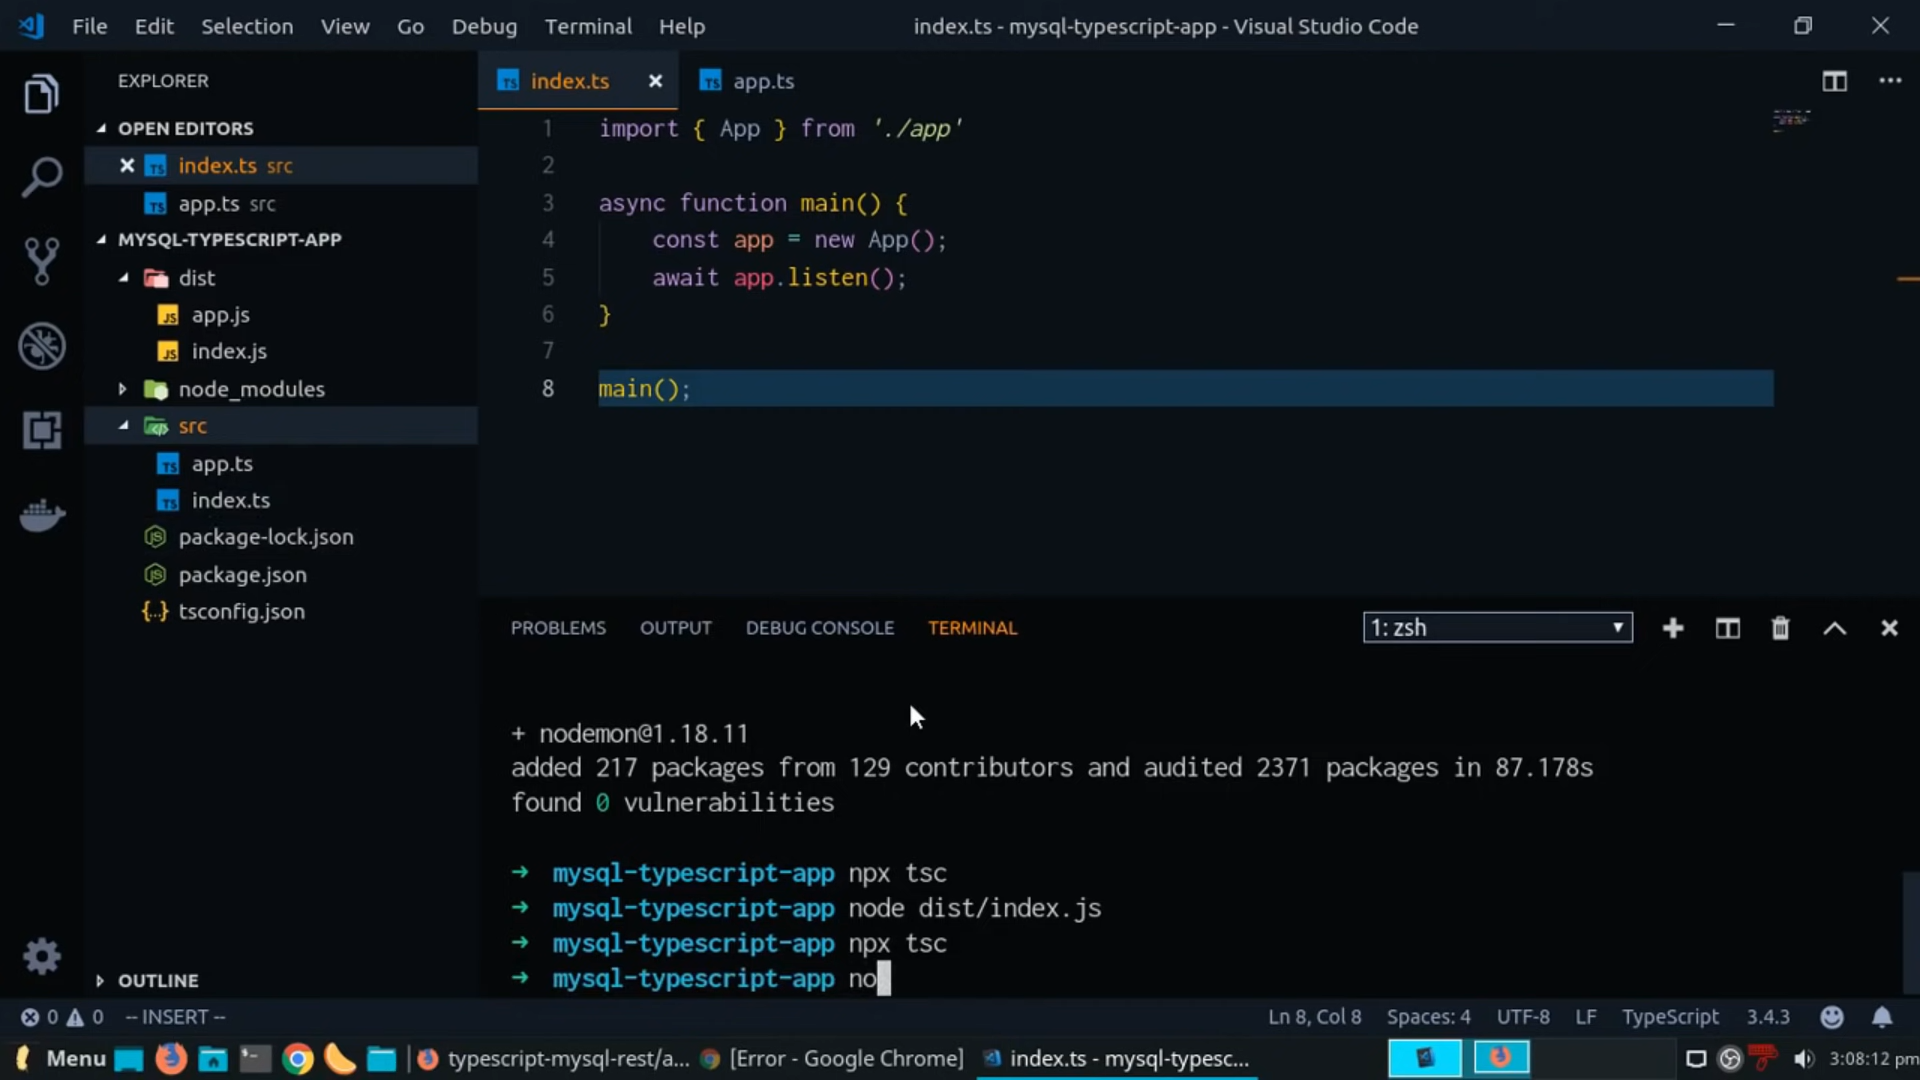 File Edit Selection View Go Debug Terminal Help
index.ts - mysql-typescript-app - Visual Studio Code
EXPLORER
OPEN EDITORS
index.ts src
app.ts src
MYSQL-TYPESCRIPT-APP
dist
app.js
index.js
node_modules
src
app.ts
index.ts
package-lock.json
package.json
tsconfig.json
OUTLINE
index.ts
app.ts
1 import { App } from './app'
2
3 async function main() {
4 const app = new App();
5 await app.listen();
6 }
7
8 main();
PROBLEMS OUTPUT DEBUG CONSOLE TERMINAL
1: zsh
+ nodemon@1.18.11
added 217 packages from 129 contributors and audited 2371 packages in 87.178s
found 0 vulnerabilities
→ mysql-typescript-app npx tsc
→ mysql-typescript-app node dist/index.js
→ mysql-typescript-app npx tsc
→ mysql-typescript-app no
0 0 -- INSERT --
Ln 8, Col 8 Spaces: 4 UTF-8 LF TypeScript 3.4.3
Menu
typescript-mysql-rest/a...
[Error - Google Chrome]
index.ts - mysql-typesc...
3:08:12 pm